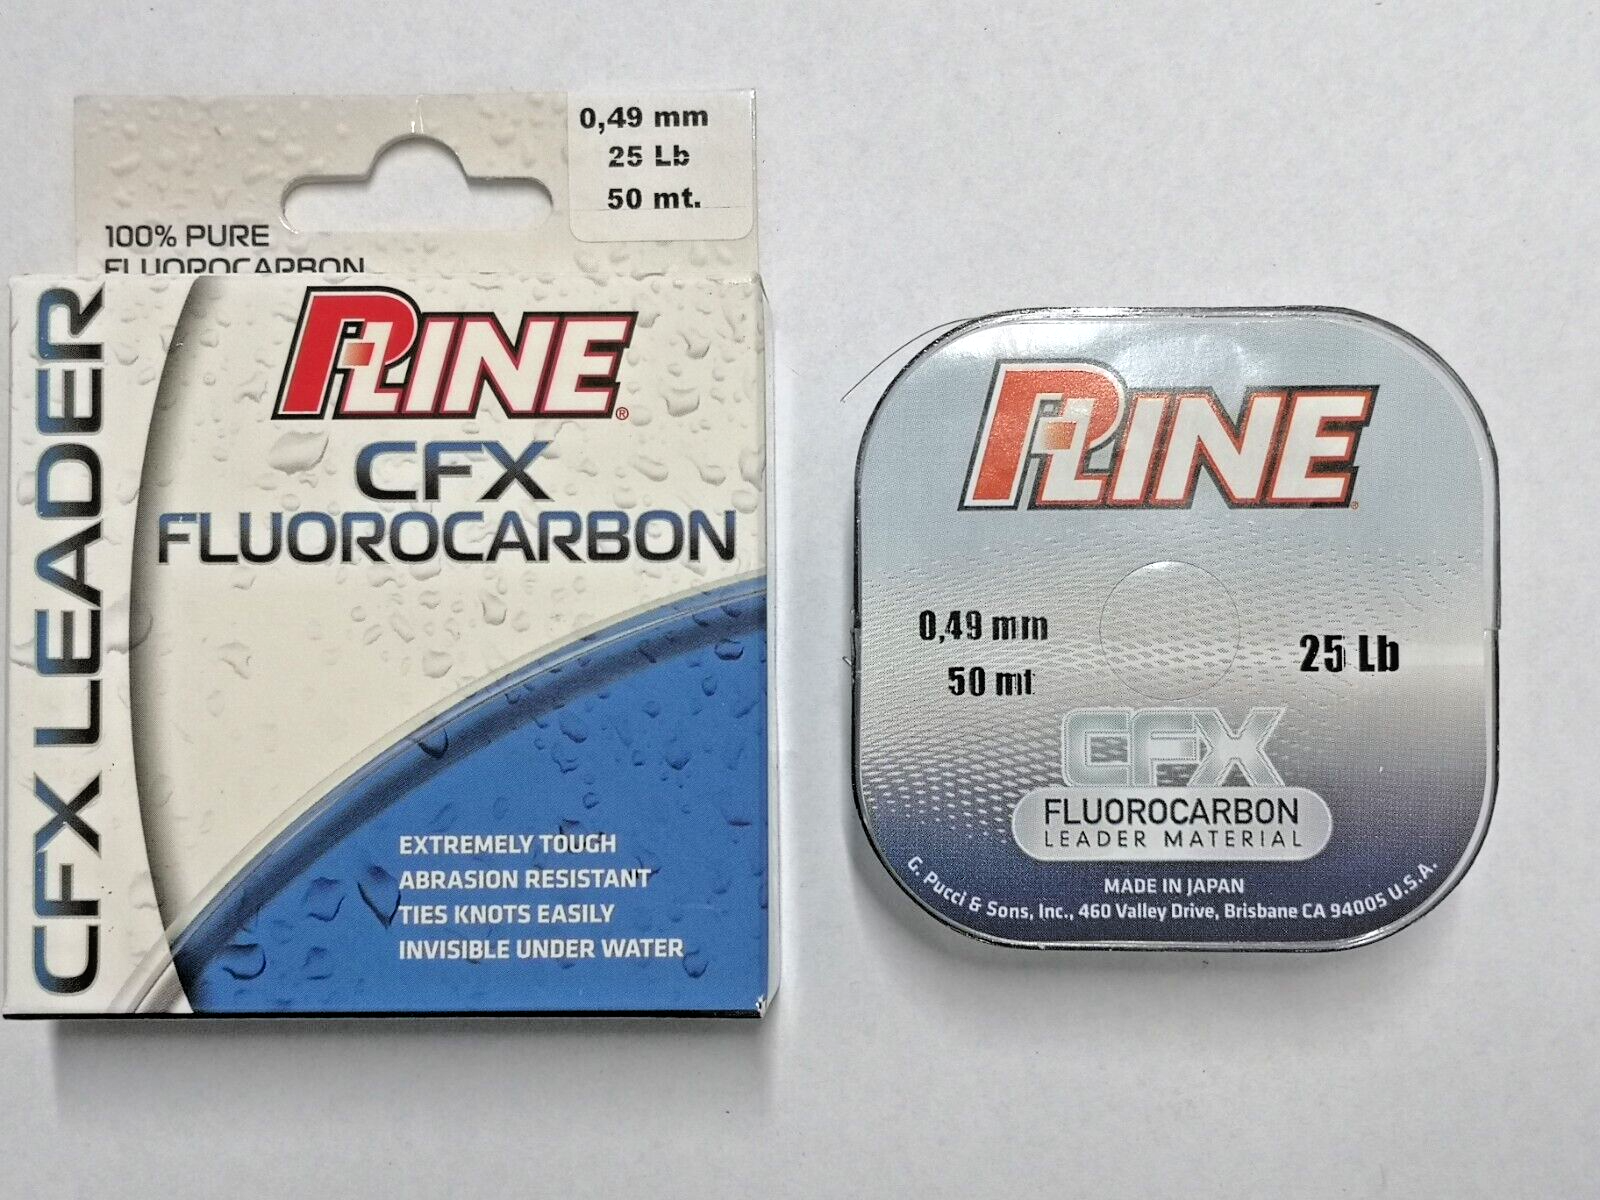 0,49 mm
25 Lb
50 mt.
100% PURE
FLUOROCARBON
CFX LEADER
PLINE®
CFX
FLUOROCARBON
EXTREMELY TOUGH
ABRASION RESISTANT
TIES KNOTS EASILY
INVISIBLE UNDER WATER
PLINE
0,49 mm
50 mt
25 Lb
CFX
FLUOROCARBON
LEADER MATERIAL
MADE IN JAPAN
G. Pucci & Sons, Inc., 460 Valley Drive, Brisbane CA 94005 U.S.A.